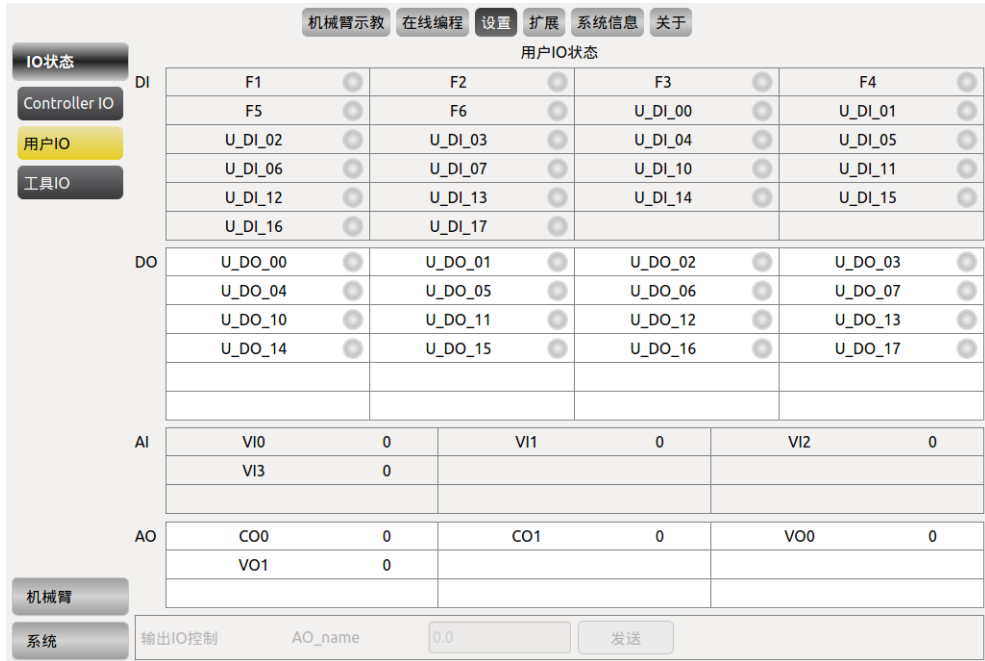 机械臂示教 在线编程 设置 扩展 系统信息 关于
用户IO状态
IO状态
Controller IO
用户IO
工具IO
DI F1 F2 F3 F4
F5 F6 U_DI_00 U_DI_01
U_DI_02 U_DI_03 U_DI_04 U_DI_05
U_DI_06 U_DI_07 U_DI_10 U_DI_11
U_DI_12 U_DI_13 U_DI_14 U_DI_15
U_DI_16 U_DI_17
DO U_DO_00 U_DO_01 U_DO_02 U_DO_03
U_DO_04 U_DO_05 U_DO_06 U_DO_07
U_DO_10 U_DO_11 U_DO_12 U_DO_13
U_DO_14 U_DO_15 U_DO_16 U_DO_17
AI VI0 0 VI1 0 VI2 0
VI3 0
AO CO0 0 CO1 0 VO0 0
VO1 0
机械臂
系统
输出IO控制 AO_name 0.0 发送